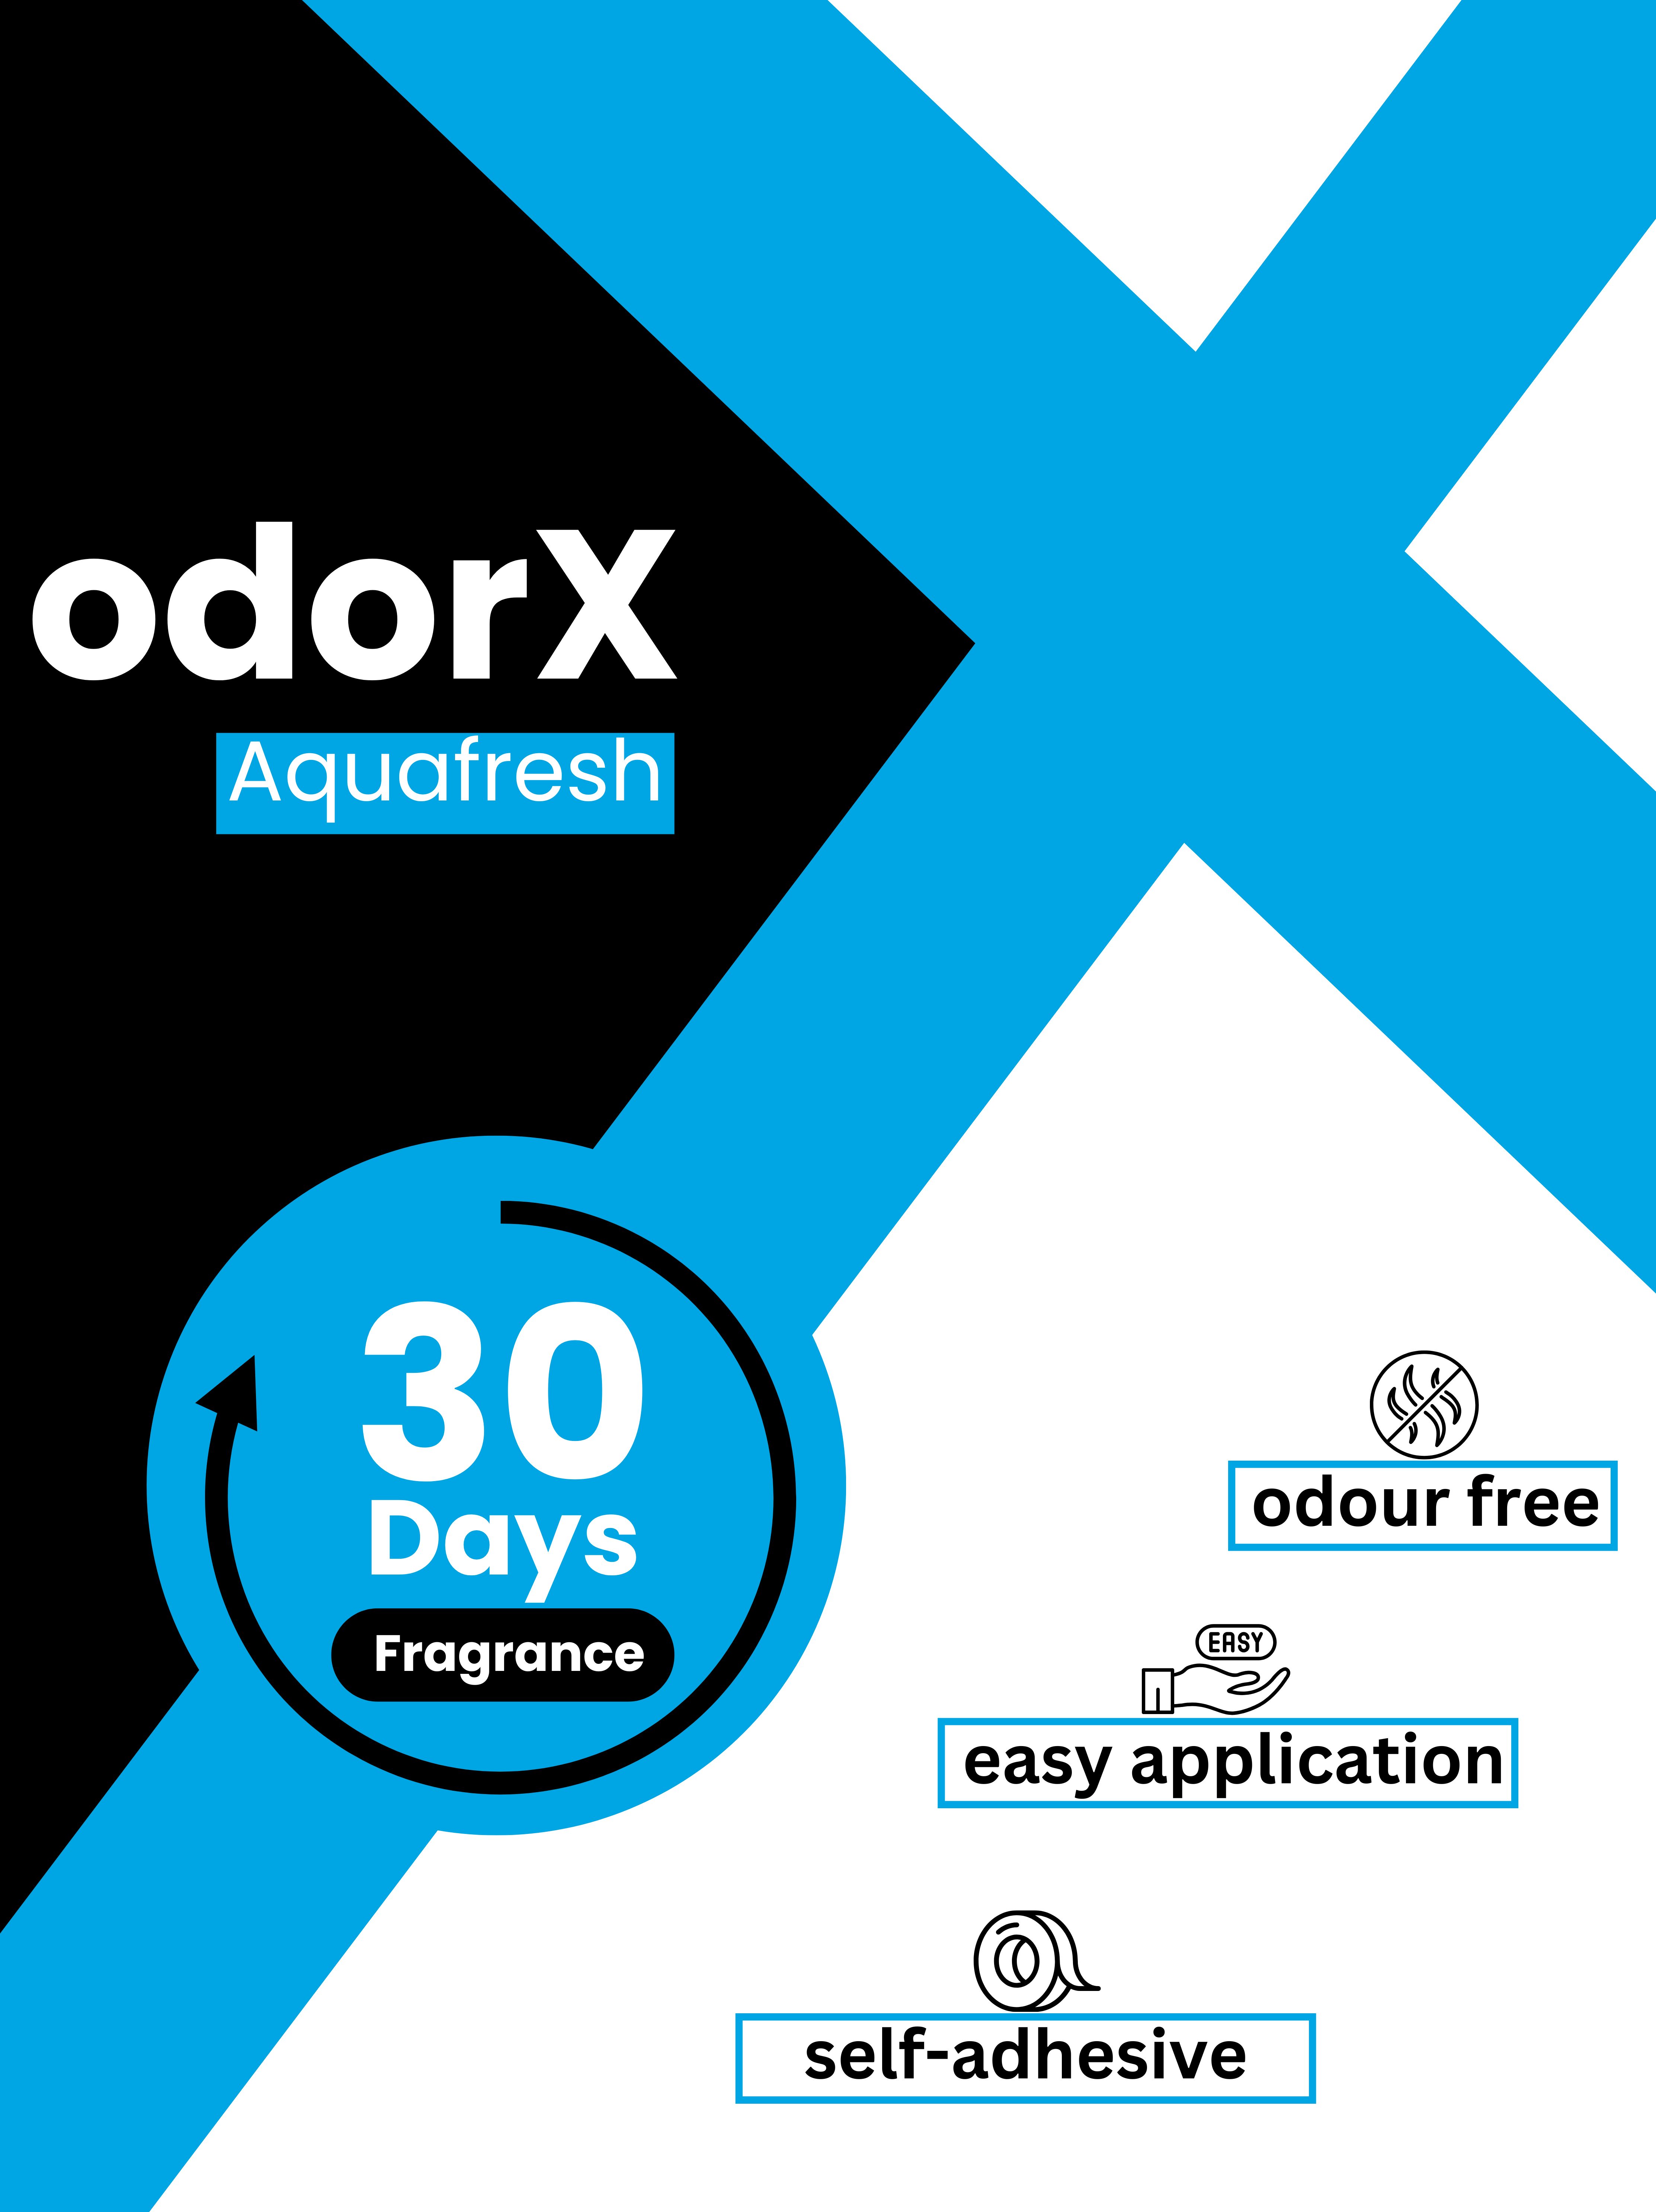 odorX
Aquafresh
30
Days
Fragrance
odour free
EASY
easy application
self-adhesive